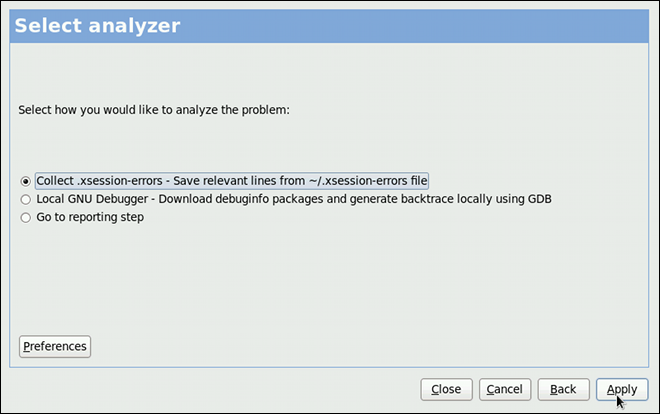 Select analyzer
Select how you would like to analyze the problem:
Collect .xsession-errors - Save relevant lines from ~/.xsession-errors file
Local GNU Debugger - Download debuginfo packages and generate backtrace locally using GDB
Go to reporting step
Preferences
Close Cancel Back Apply